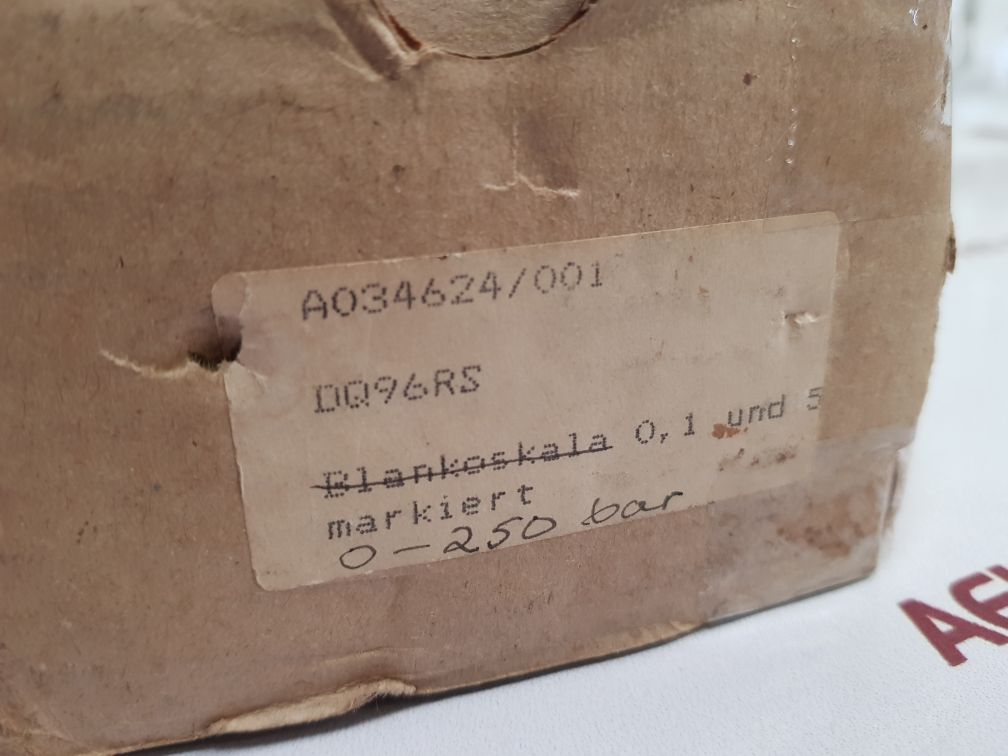 A034624/001
DQ96RS
Blankoskala 0,1 und 5
markiert
0-250 bar